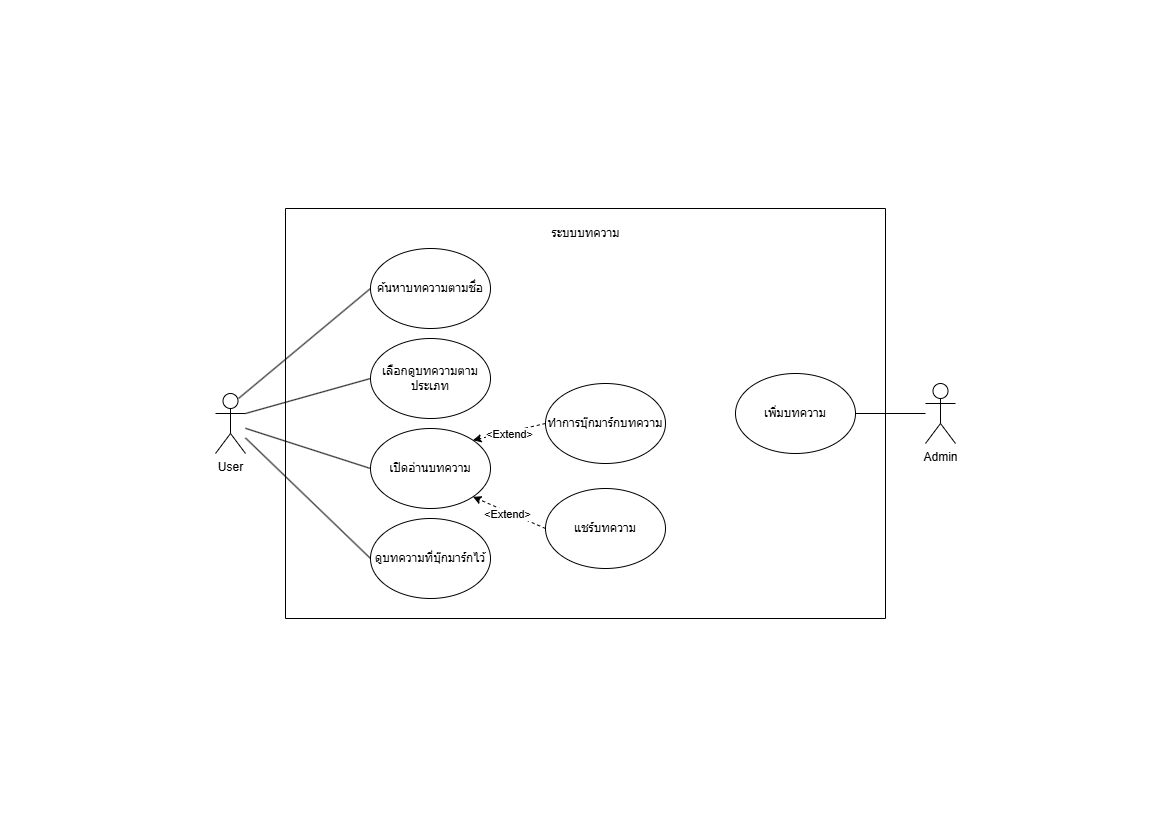 ระบบบทความ
ค้นหาบทความตามชื่อ
เลือกดูบทความตาม
ประเภท
ทำการบุ๊กมาร์กบทความ
เพิ่มบทความ
<Extend>
เปิดอ่านบทความ
User
Admin
<Extend>
แชร์บทความ
ดูบทความที่บุ๊กมาร์กไว้